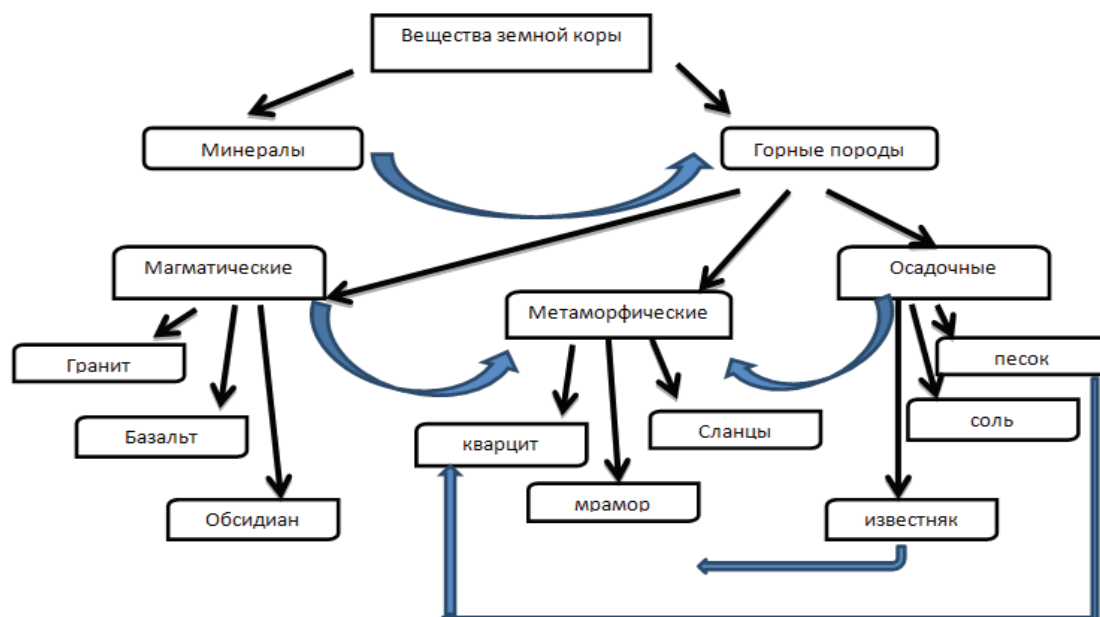 Вещества земной коры
Минералы
Горные породы
Магматические
Метаморфические
Осадочные
Гранит
Базальт
Обсидиан
кварцит
мрамор
Сланцы
песок
соль
известняк